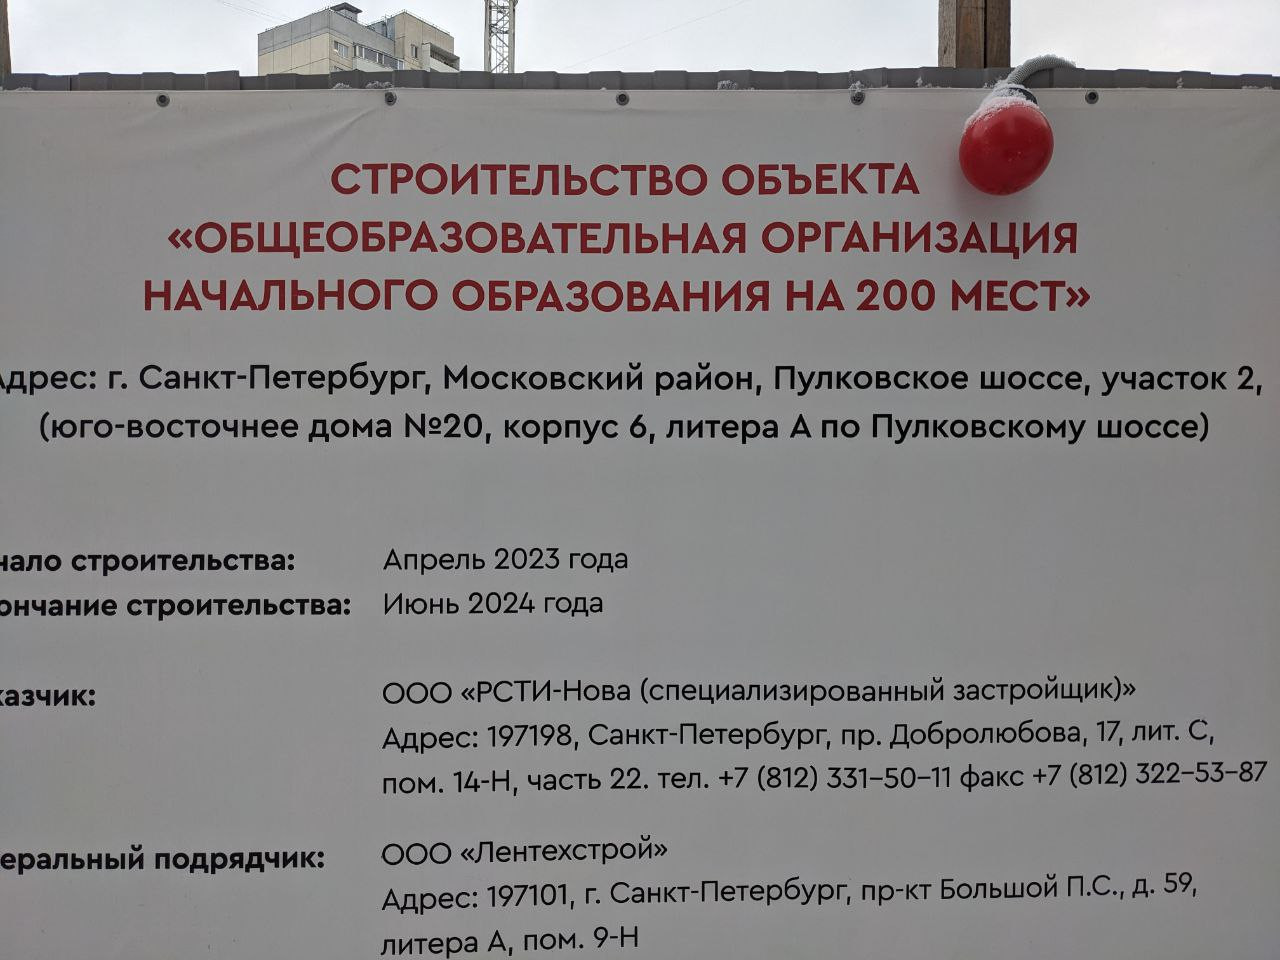 СТРОИТЕЛЬСТВО ОБЪЕКТА
«ОБЩЕОБРАЗОВАТЕЛЬНАЯ ОРГАНИЗАЦИЯ
НАЧАЛЬНОГО ОБРАЗОВАНИЯ НА 200 МЕСТ»
Адрес: г. Санкт-Петербург, Московский район, Пулковское шоссе, участок 2,
(юго-восточнее дома №20, корпус 6, литера А по Пулковскому шоссе)
нало строительства: Апрель 2023 года
ончание строительства: Июнь 2024 года
казчик: ООО «РСТИ-Нова (специализированный застройщик)»
Адрес: 197198, Санкт-Петербург, пр. Добролюбова, 17, лит. С,
пом. 14-Н, часть 22. тел. +7 (812) 331-50-11 факс +7 (812) 322-53-87
еральный подрядчик: ООО «Лентехстрой»
Адрес: 197101, г. Санкт-Петербург, пр-кт Большой П.С., д. 59,
литера А, пом. 9-Н